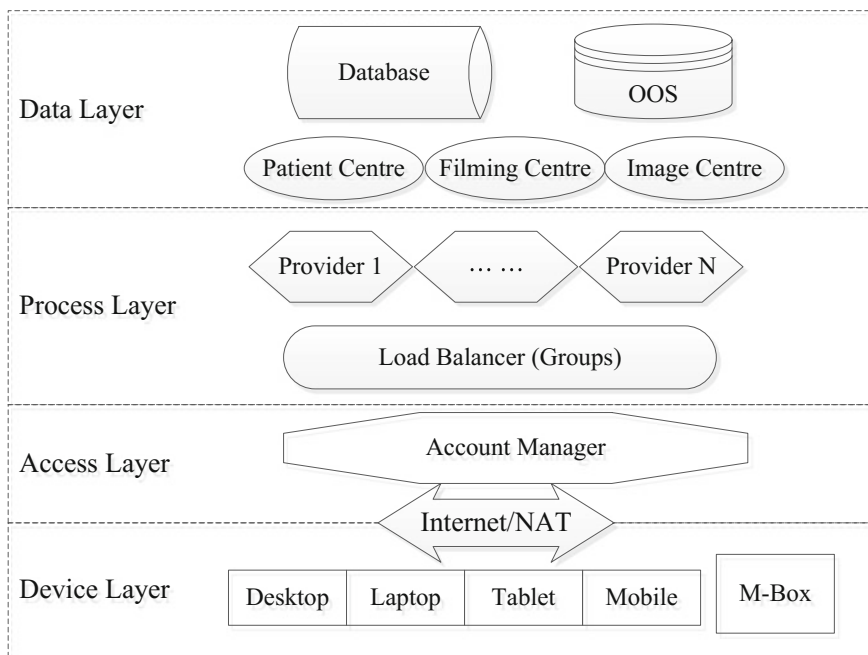 Data Layer
Database
OOS
Patient Centre
Filming Centre
Image Centre
Process Layer
Provider 1
... ...
Provider N
Load Balancer (Groups)
Access Layer
Account Manager
Internet/NAT
Device Layer
Desktop
Laptop
Tablet
Mobile
M-Box